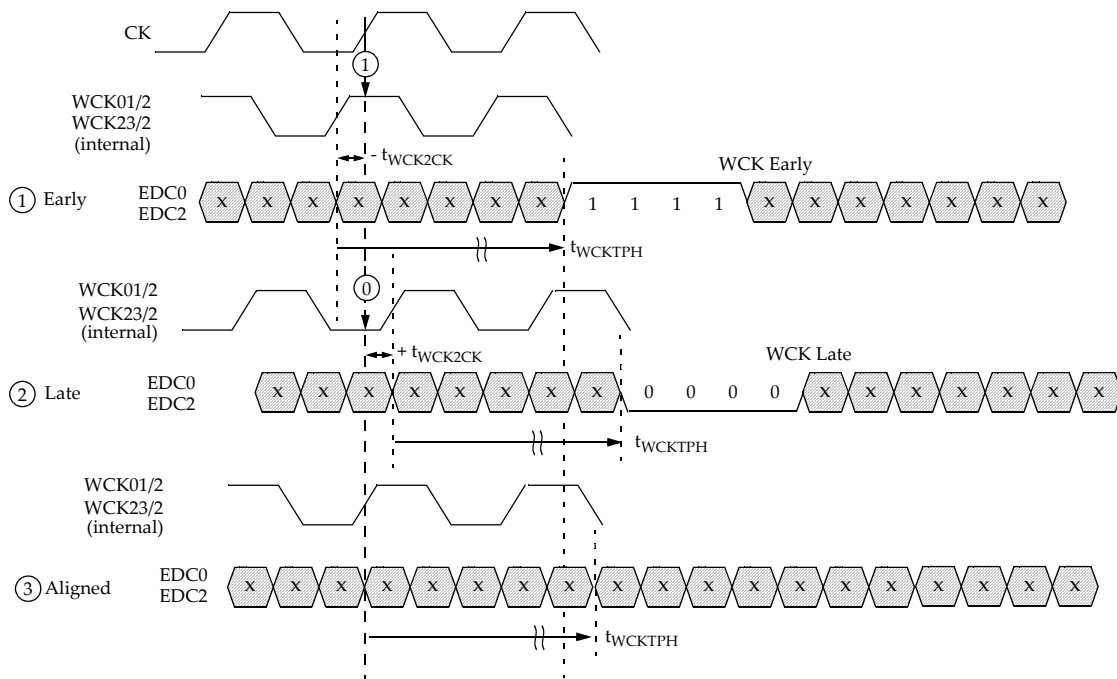 CK
1
WCK01/2
WCK23/2
(internal)
- tWCK2CK
WCK Early
1 Early
EDC0
EDC2
X X X X X X X X 1 1 1 1 X X X X X X X
tWCKTPH
0
WCK01/2
WCK23/2
(internal)
+ tWCK2CK
WCK Late
2 Late
EDC0
EDC2
X X X X X X X X 0 0 0 0 X X X X X X X
tWCKTPH
WCK01/2
WCK23/2
(internal)
3 Aligned
EDC0
EDC2
X X X X X X X X X X X X X X X X X X X
tWCKTPH